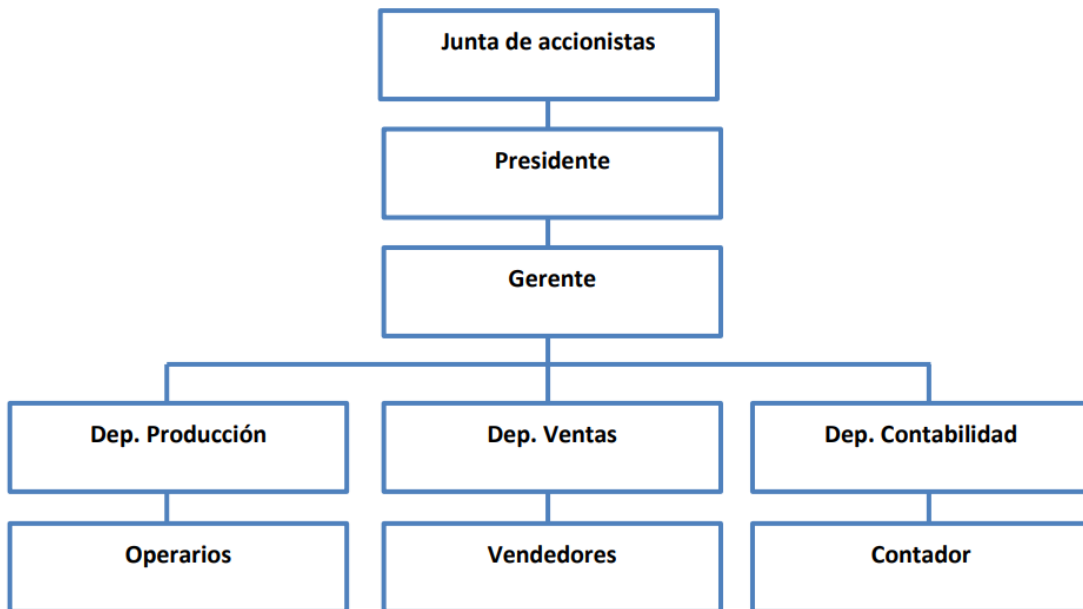 Junta de accionistas
Presidente
Gerente
Dep. Producción
Dep. Ventas
Dep. Contabilidad
Operarios
Vendedores
Contador